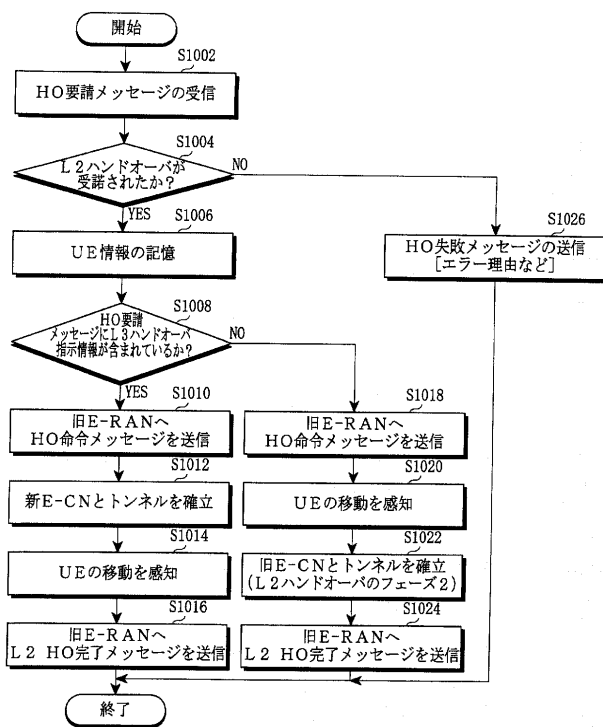 開始
S1002
HO要請メッセージの受信
S1004
L2ハンドオーバが
受諾されたか?
NO
YES
S1006
UE情報の記憶
S1026
HO失敗メッセージの送信
[エラー理由など]
S1008
HO要請
メッセージにL3ハンドオーバ
指示情報が含まれているか?
NO
YES
S1010
旧E-RANへ
HO命令メッセージを送信
S1012
新E-CNとトンネルを確立
S1014
UEの移動を感知
S1016
旧E-RANへ
L2 HO完了メッセージを送信
S1018
旧E-RANへ
HO命令メッセージを送信
S1020
UEの移動を感知
S1022
旧E-CNとトンネルを確立
(L2ハンドオーバのフェーズ2)
S1024
旧E-RANへ
L2 HO完了メッセージを送信
終了